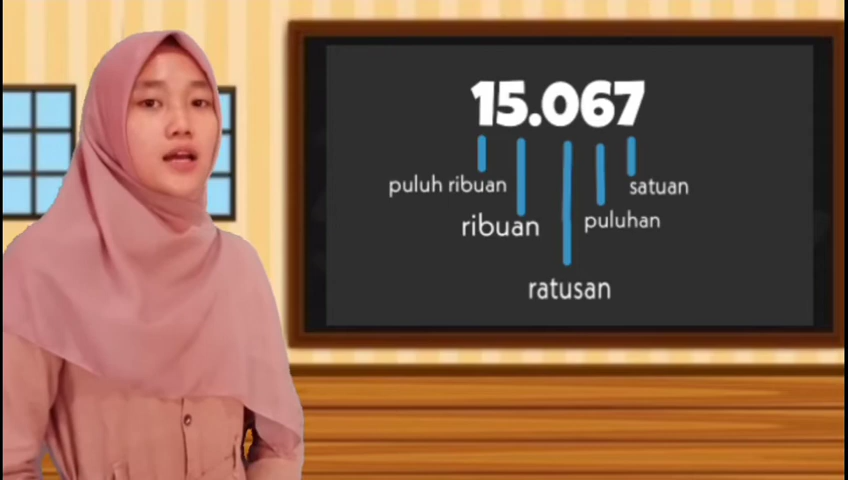 15.067
puluh ribuan
satuan
ribuan
puluhan
ratusan